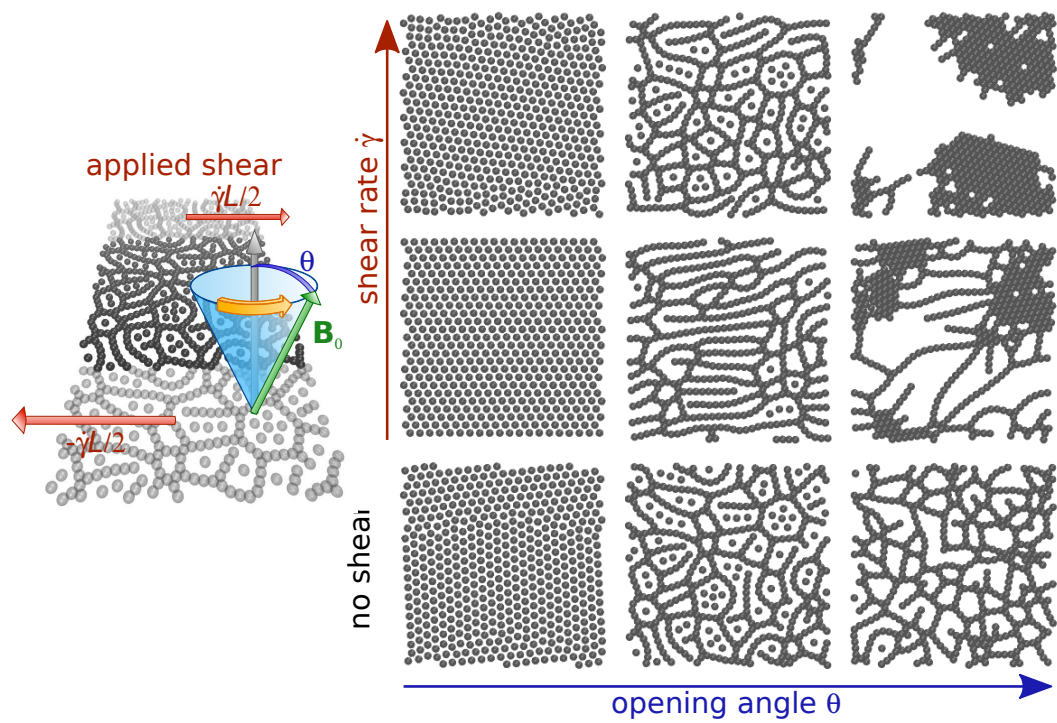 applied shear
γ̇L/2
θ
B₀
-γ̇L/2
shear rate γ̇
no shear
opening angle θ